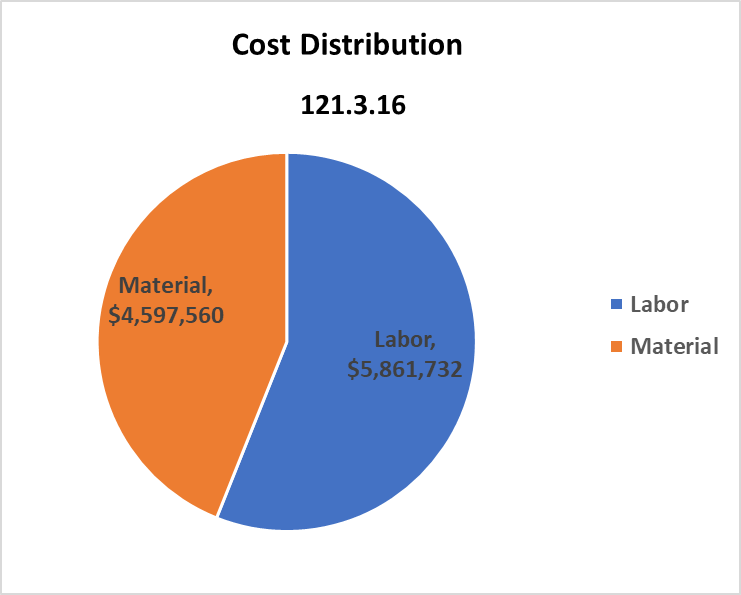 Cost Distribution
121.3.16
Material,
$4,597,560
Labor,
$5,861,732
Labor
Material